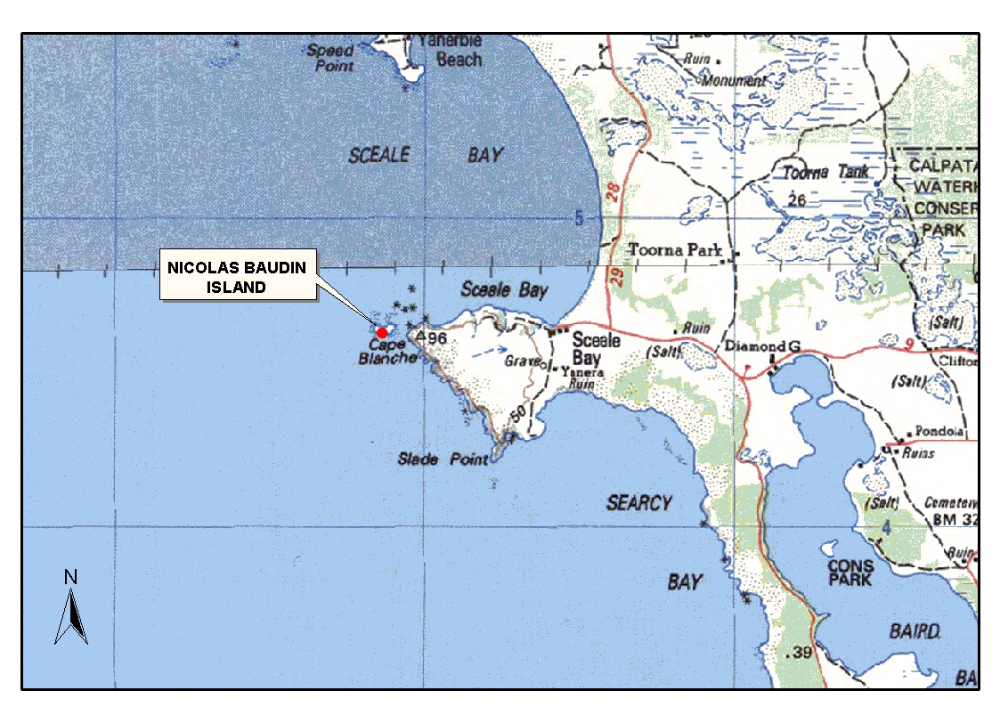 Yanerbie
Beach
Speed
Point
Ruin
Monument
SCEALE BAY
Toorna Tank
26
CALPATA
WATERH
CONSER
PARK
28
5
Toorna Park
NICOLAS BAUDIN
ISLAND
29
Sceale Bay
(Salt)
Cape
Blanche
96
Sceale
Bay
Ruin
(Salt)
Diamond G
9
Clifton
Grave
Yanera
Ruin
(Salt)
50
Pondola
Ruins
Slade Point
SEARCY
BAY
(Salt)
Cemetery
BM 32
4
Ruin
CONS
PARK
N
BAIRD
.39
BA